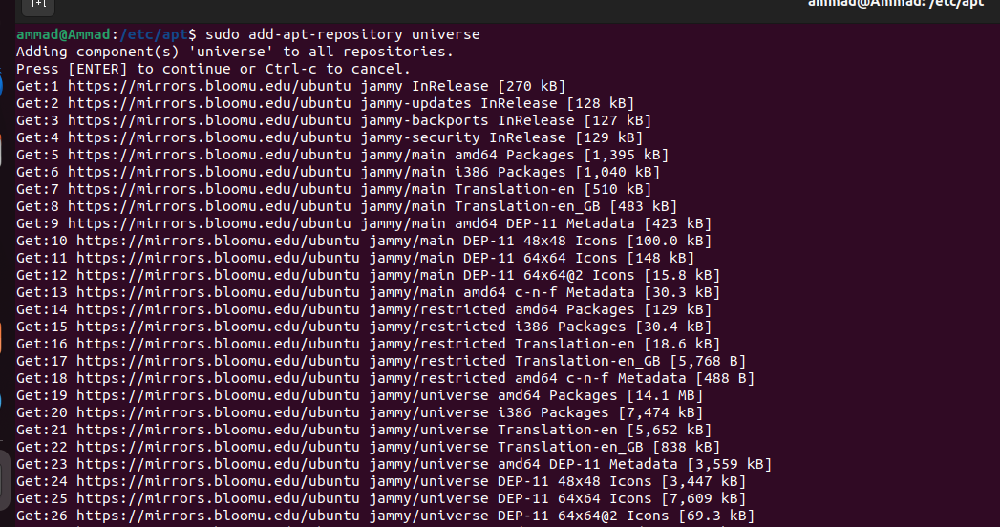 ammad@Ammad: /etc/apt
ammad@Ammad:/etc/apt$ sudo add-apt-repository universe
Adding component(s) 'universe' to all repositories.
Press [ENTER] to continue or Ctrl-c to cancel.
Get:1 https://mirrors.bloomu.edu/ubuntu jammy InRelease [270 kB]
Get:2 https://mirrors.bloomu.edu/ubuntu jammy-updates InRelease [128 kB]
Get:3 https://mirrors.bloomu.edu/ubuntu jammy-backports InRelease [127 kB]
Get:4 https://mirrors.bloomu.edu/ubuntu jammy-security InRelease [129 kB]
Get:5 https://mirrors.bloomu.edu/ubuntu jammy/main amd64 Packages [1,395 kB]
Get:6 https://mirrors.bloomu.edu/ubuntu jammy/main i386 Packages [1,040 kB]
Get:7 https://mirrors.bloomu.edu/ubuntu jammy/main Translation-en [510 kB]
Get:8 https://mirrors.bloomu.edu/ubuntu jammy/main Translation-en_GB [483 kB]
Get:9 https://mirrors.bloomu.edu/ubuntu jammy/main amd64 DEP-11 Metadata [423 kB]
Get:10 https://mirrors.bloomu.edu/ubuntu jammy/main DEP-11 48x48 Icons [100.0 kB]
Get:11 https://mirrors.bloomu.edu/ubuntu jammy/main DEP-11 64x64 Icons [148 kB]
Get:12 https://mirrors.bloomu.edu/ubuntu jammy/main DEP-11 64x64@2 Icons [15.8 kB]
Get:13 https://mirrors.bloomu.edu/ubuntu jammy/main amd64 c-n-f Metadata [30.3 kB]
Get:14 https://mirrors.bloomu.edu/ubuntu jammy/restricted amd64 Packages [129 kB]
Get:15 https://mirrors.bloomu.edu/ubuntu jammy/restricted i386 Packages [30.4 kB]
Get:16 https://mirrors.bloomu.edu/ubuntu jammy/restricted Translation-en [18.6 kB]
Get:17 https://mirrors.bloomu.edu/ubuntu jammy/restricted Translation-en_GB [5,768 B]
Get:18 https://mirrors.bloomu.edu/ubuntu jammy/restricted amd64 c-n-f Metadata [488 B]
Get:19 https://mirrors.bloomu.edu/ubuntu jammy/universe amd64 Packages [14.1 MB]
Get:20 https://mirrors.bloomu.edu/ubuntu jammy/universe i386 Packages [7,474 kB]
Get:21 https://mirrors.bloomu.edu/ubuntu jammy/universe Translation-en [5,652 kB]
Get:22 https://mirrors.bloomu.edu/ubuntu jammy/universe Translation-en_GB [838 kB]
Get:23 https://mirrors.bloomu.edu/ubuntu jammy/universe amd64 DEP-11 Metadata [3,559 kB]
Get:24 https://mirrors.bloomu.edu/ubuntu jammy/universe DEP-11 48x48 Icons [3,447 kB]
Get:25 https://mirrors.bloomu.edu/ubuntu jammy/universe DEP-11 64x64 Icons [7,609 kB]
Get:26 https://mirrors.bloomu.edu/ubuntu jammy/universe DEP-11 64x64@2 Icons [69.3 kB]